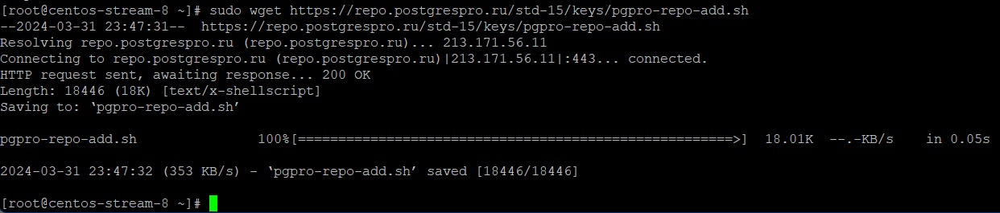 [root@centos-stream-8 ~]# sudo wget https://repo.postgrespro.ru/std-15/keys/pgpro-repo-add.sh
--2024-03-31 23:47:31--  https://repo.postgrespro.ru/std-15/keys/pgpro-repo-add.sh
Resolving repo.postgrespro.ru (repo.postgrespro.ru)... 213.171.56.11
Connecting to repo.postgrespro.ru (repo.postgrespro.ru)|213.171.56.11|:443... connected.
HTTP request sent, awaiting response... 200 OK
Length: 18446 (18K) [text/x-shellscript]
Saving to: ‘pgpro-repo-add.sh’
pgpro-repo-add.sh               100%[======================================================>]  18.01K  --.-KB/s    in 0.05s
2024-03-31 23:47:32 (353 KB/s) - ‘pgpro-repo-add.sh’ saved [18446/18446]
[root@centos-stream-8 ~]#